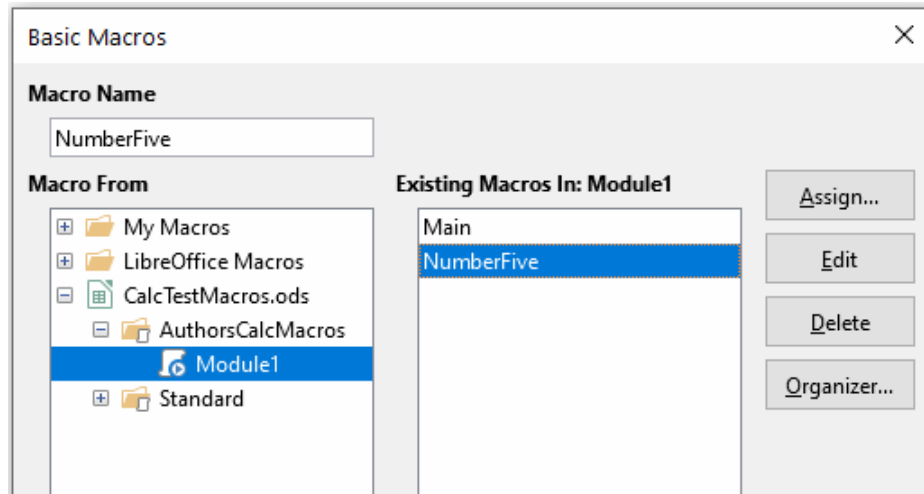 Basic Macros
Macro Name
NumberFive
Macro From
My Macros
LibreOffice Macros
CalcTestMacros.ods
AuthorsCalcMacros
Module1
Standard
Existing Macros In: Module1
Main
NumberFive
Assign...
Edit
Delete
Organizer...